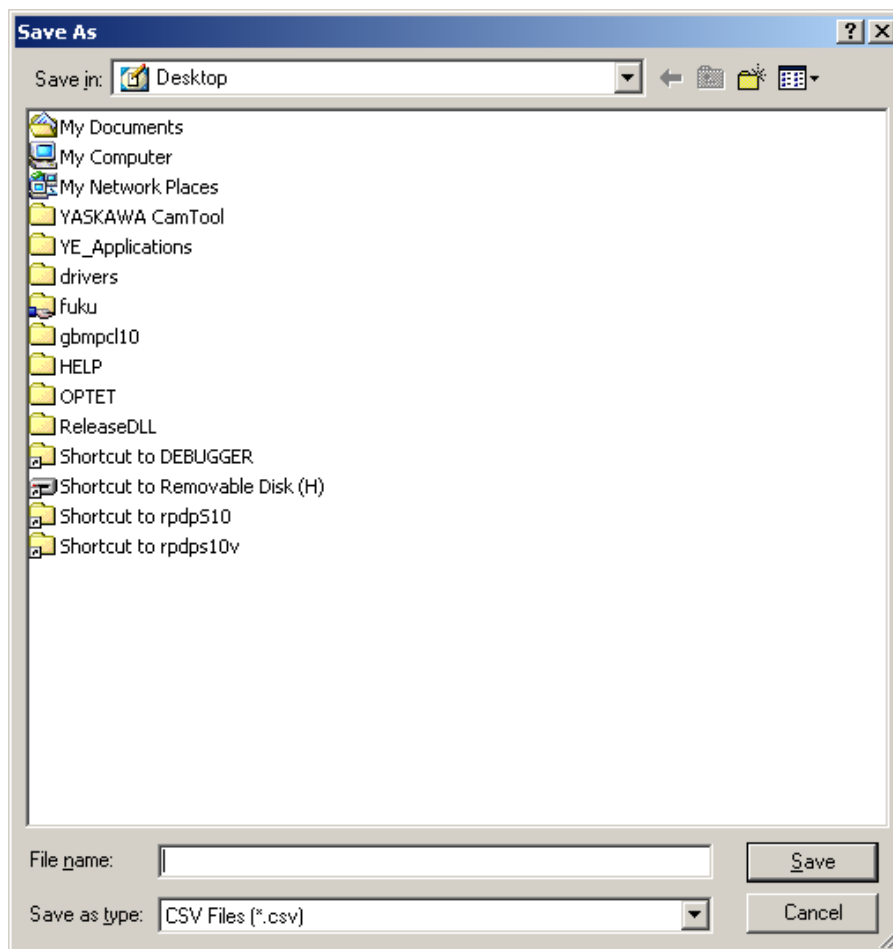 Save As
Save in: Desktop
My Documents
My Computer
My Network Places
YASKAWA CamTool
YE_Applications
drivers
fuku
gbmpcl10
HELP
OPTET
ReleaseDLL
Shortcut to DEBUGGER
Shortcut to Removable Disk (H)
Shortcut to rpdpS10
Shortcut to rpdps10v
File name:
Save
Save as type: CSV Files (*.csv)
Cancel